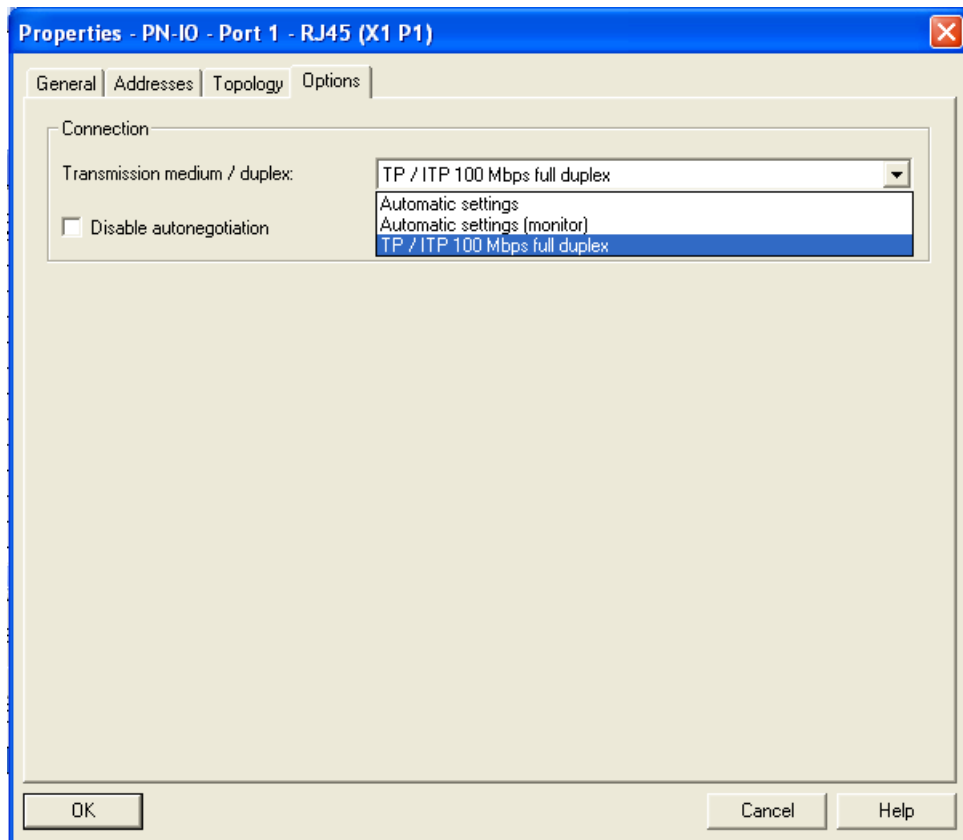 Properties - PN-IO - Port 1 - RJ45 (X1 P1)
General Addresses Topology Options
Connection
Transmission medium / duplex: TP / ITP 100 Mbps full duplex
Automatic settings
Automatic settings (monitor)
Disable autonegotiation TP / ITP 100 Mbps full duplex
OK Cancel Help